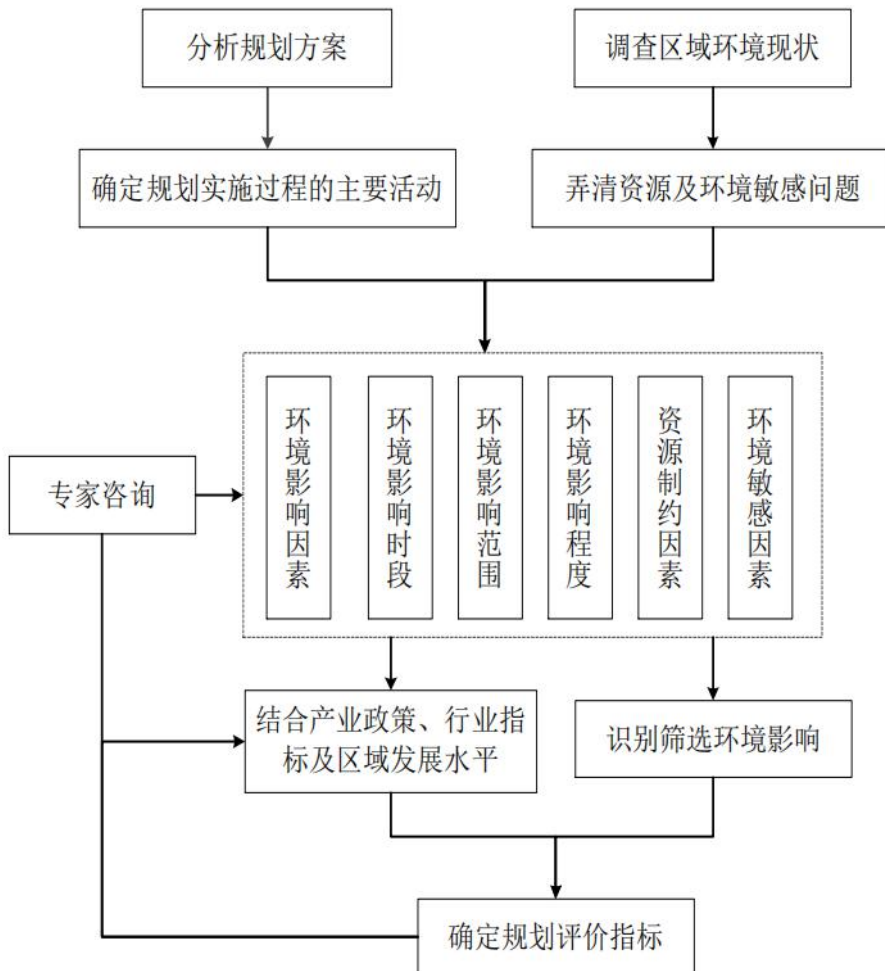 分析规划方案
调查区域环境现状
确定规划实施过程的主要活动
弄清资源及环境敏感问题
环境影响因素
环境影响时段
环境影响范围
环境影响程度
资源制约因素
环境敏感因素
专家咨询
结合产业政策、行业指
标及区域发展水平
识别筛选环境影响
确定规划评价指标